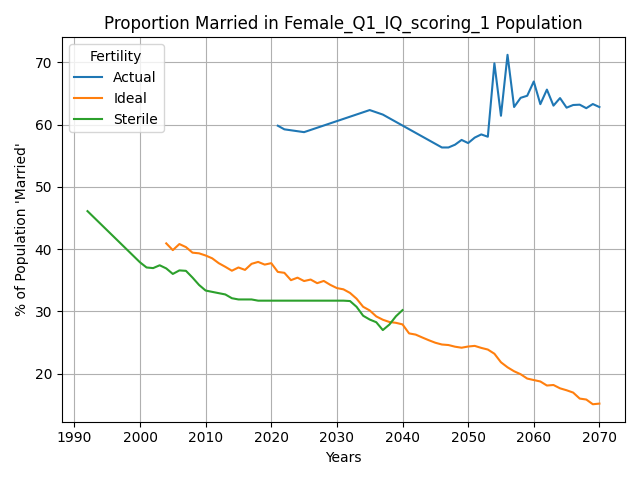 Proportion Married in Female_Q1_IQ_scoring_1 Population
Fertility
Actual
Ideal
Sterile
% of Population 'Married'
70
60
50
40
30
20
1990 2000 2010 2020 2030 2040 2050 2060 2070
Years